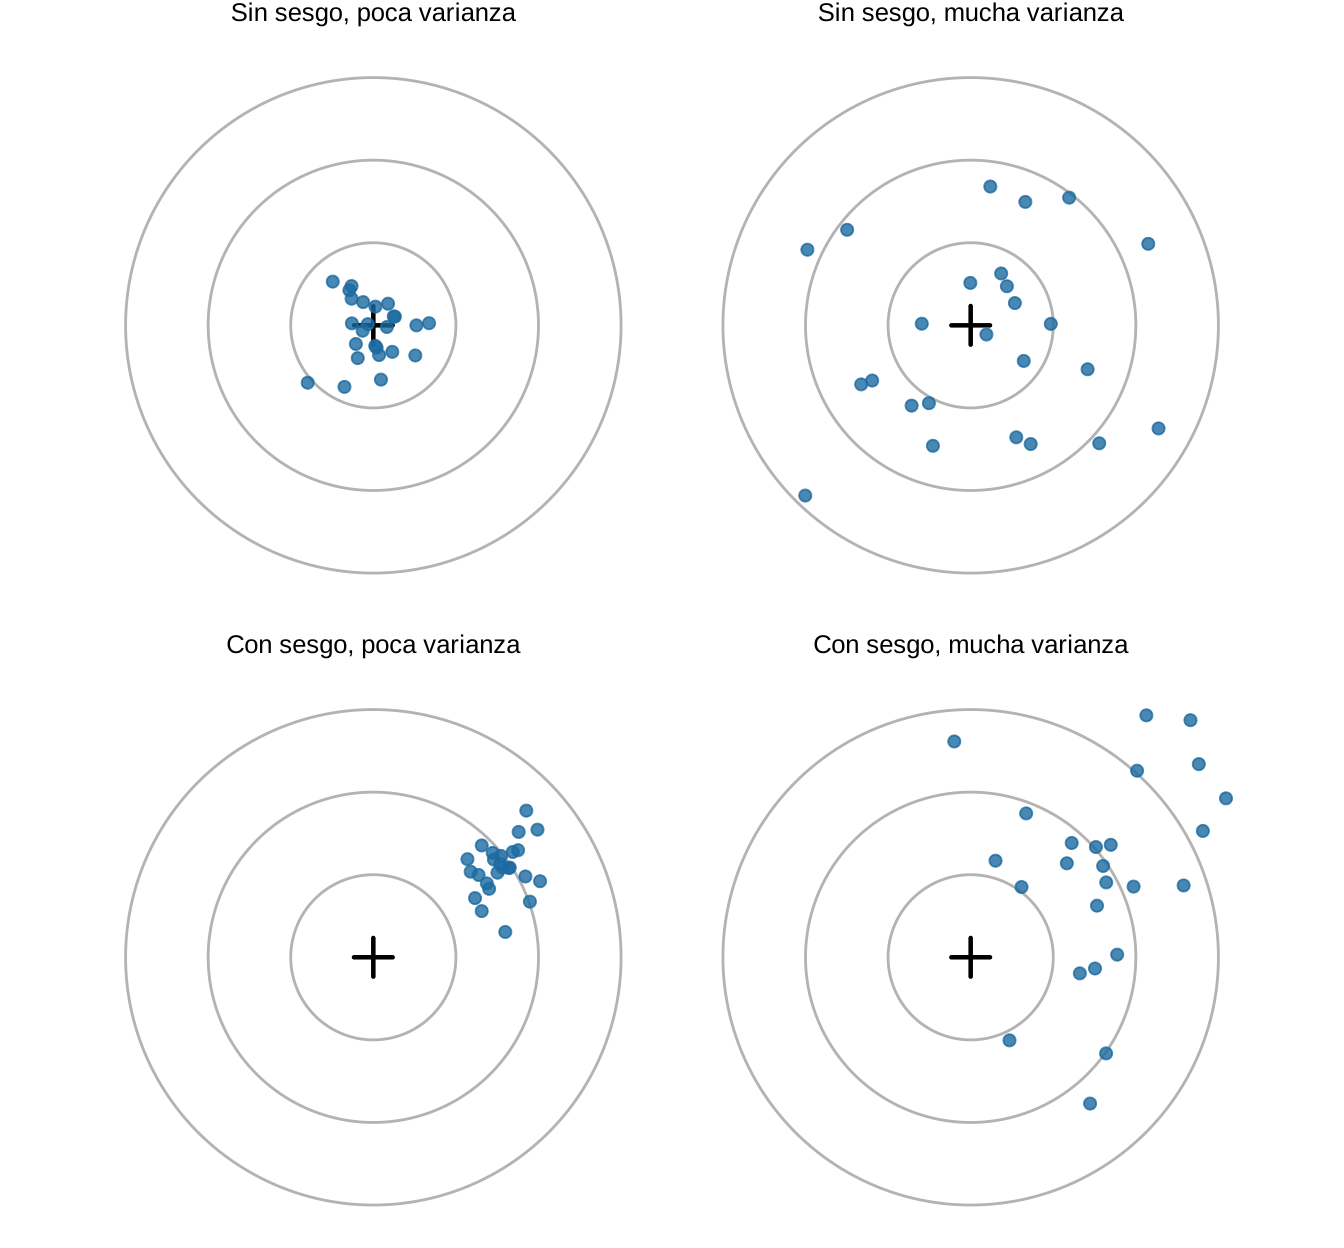 Sin sesgo, poca varianza
Sin sesgo, mucha varianza
Con sesgo, poca varianza
Con sesgo, mucha varianza